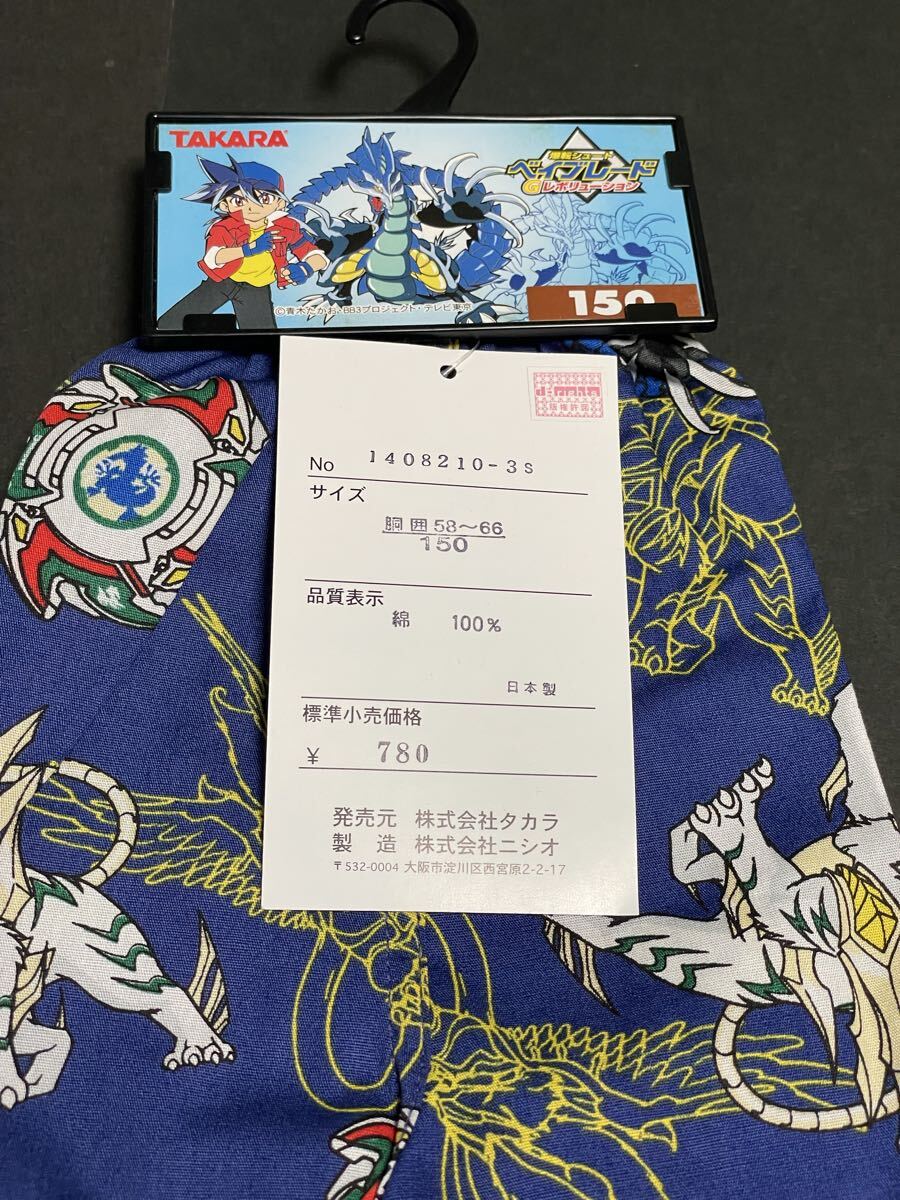 TAKARA
爆転シュート
ベイブレード
Gレボリューション
©青木たかお・BB3プロジェクト・テレビ東京
150
d-rights
版権許諾
No 1408210-3S
サイズ
胴囲58〜66
150
品質表示
綿 100%
日本製
標準小売価格
¥ 780
発売元 株式会社タカラ
製造 株式会社ニシオ
〒532-0004 大阪市淀川区西宮原2-2-17